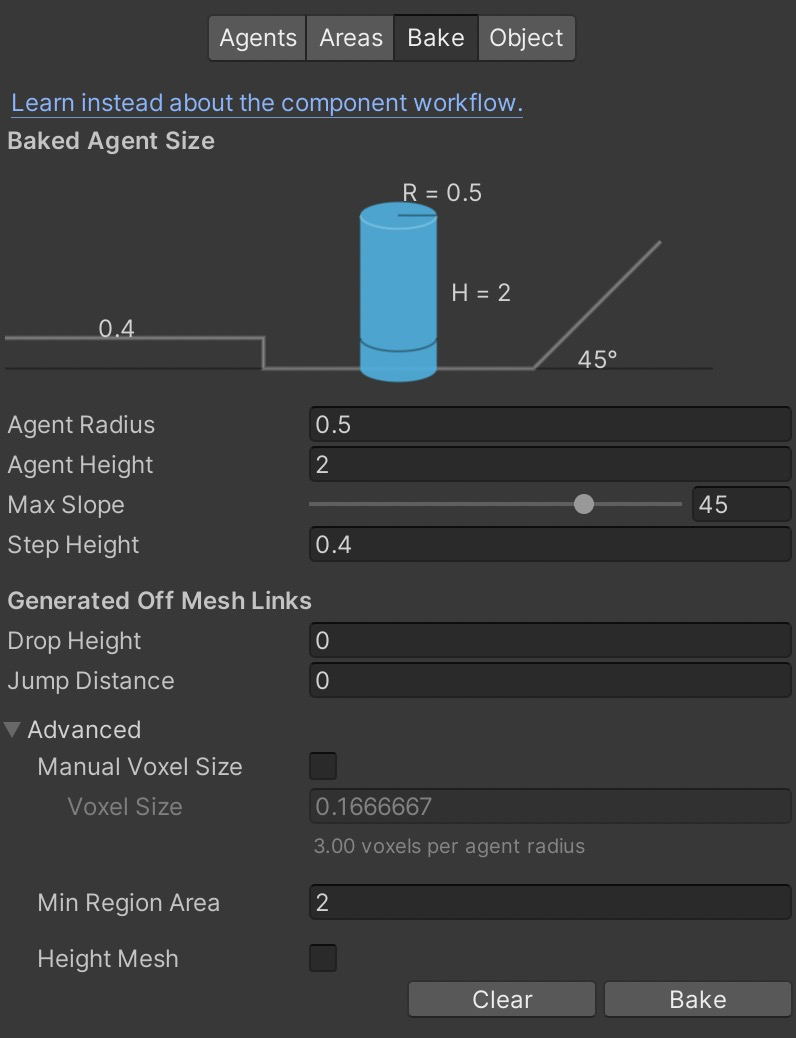 Agents Areas Bake Object
Learn instead about the component workflow.
Baked Agent Size
R = 0.5
H = 2
0.4
45°
Agent Radius 0.5
Agent Height 2
Max Slope 45
Step Height 0.4
Generated Off Mesh Links
Drop Height 0
Jump Distance 0
Advanced
Manual Voxel Size
Voxel Size 0.1666667
3.00 voxels per agent radius
Min Region Area 2
Height Mesh
Clear Bake